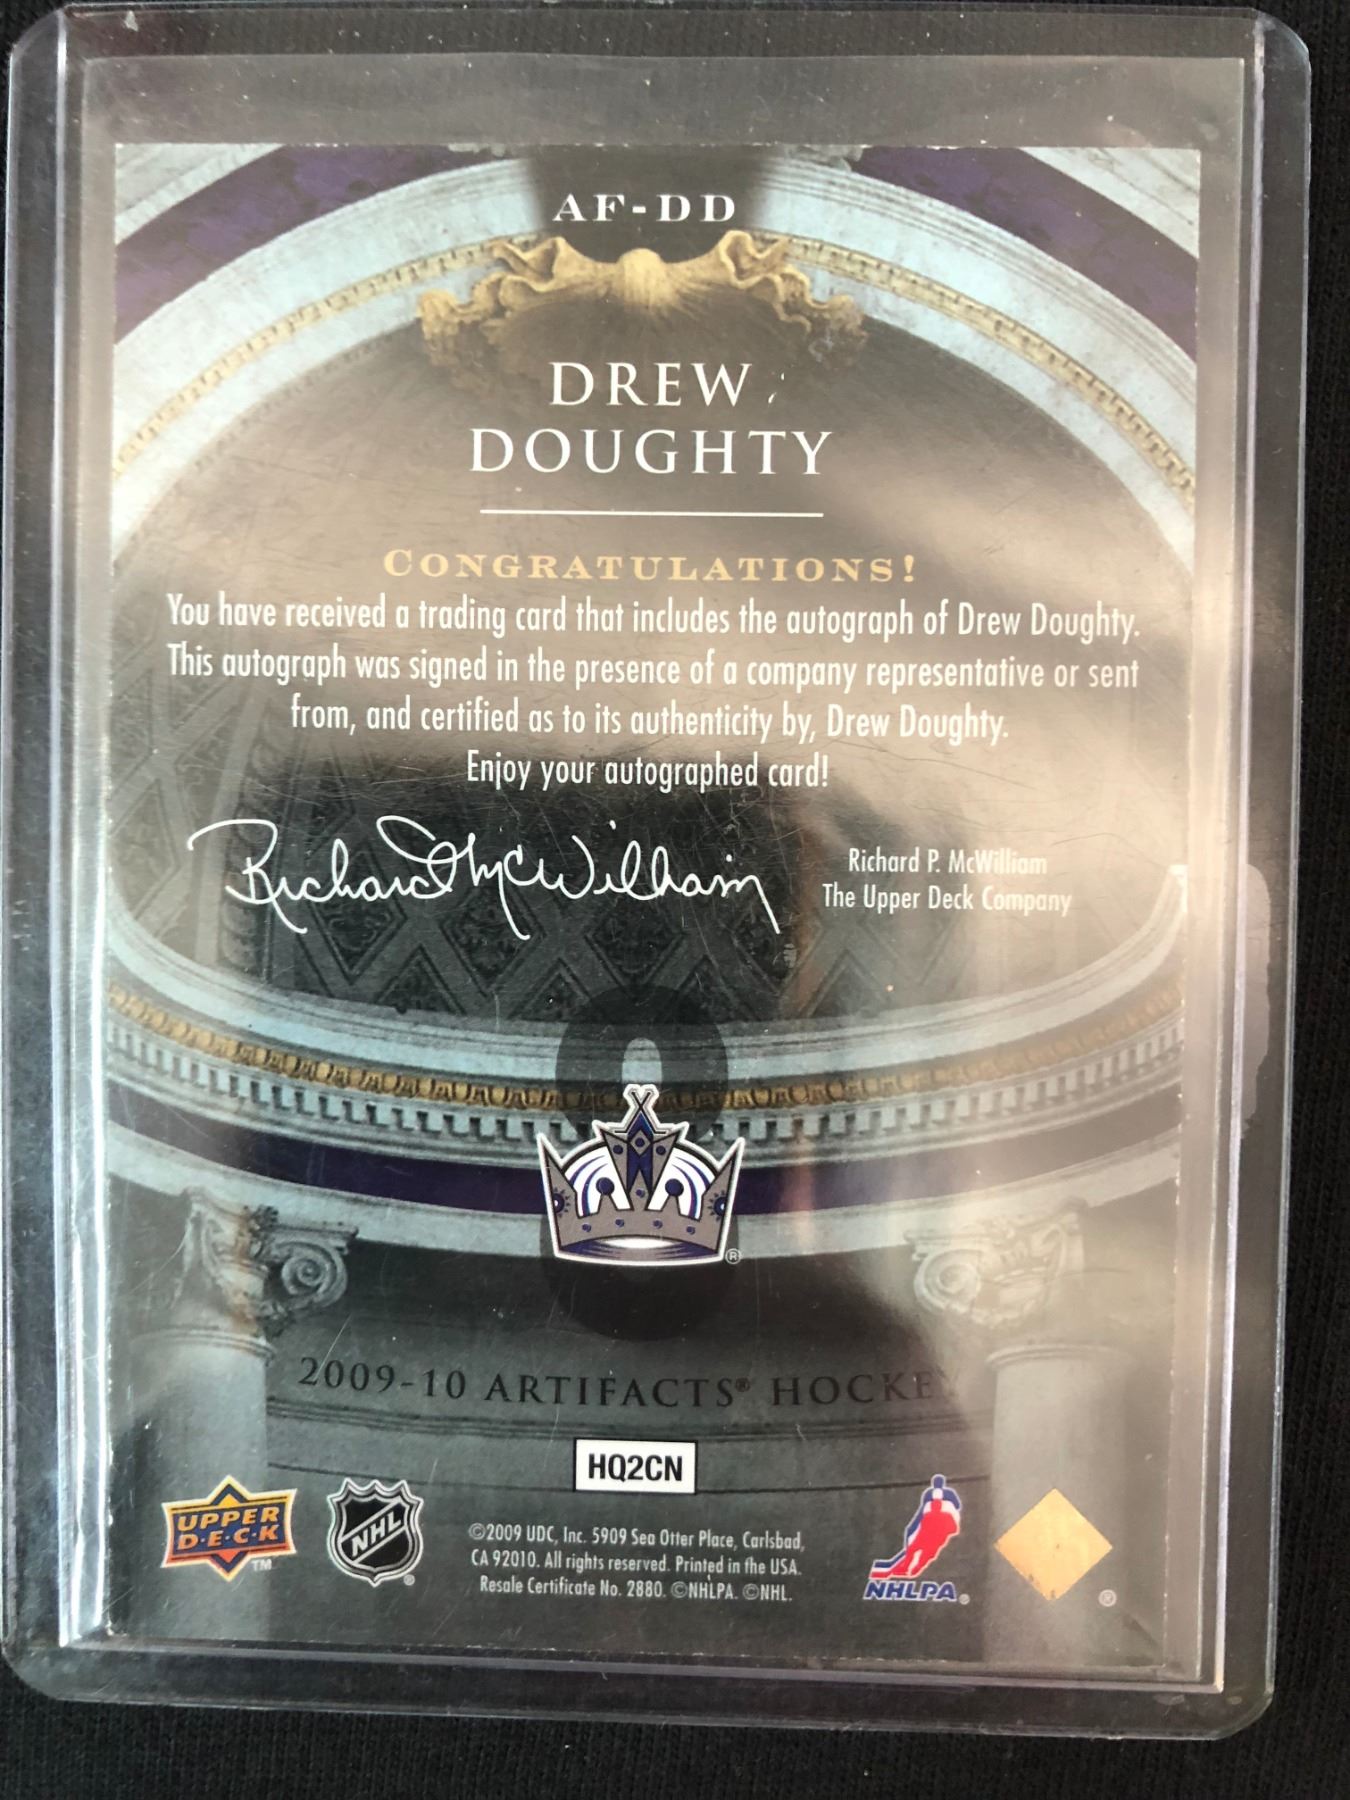 AF-DD
DREW
DOUGHTY
CONGRATULATIONS!
You have received a trading card that includes the autograph of Drew Doughty.
This autograph was signed in the presence of a company representative or sent
from, and certified as to its authenticity by, Drew Doughty.
Enjoy your autographed card!
Richard McWilliam
Richard P. McWilliam
The Upper Deck Company
8
®
2009-10 ARTIFACTS® HOCKEY
HQ2CN
UPPER
D·E·C·K
TM
NHL
®
©2009 UDC, Inc. 5909 Sea Otter Place, Carlsbad,
CA 92010. All rights reserved. Printed in the USA.
Resale Certificate No. 2880. ©NHLPA. ©NHL.
NHLPA®
®